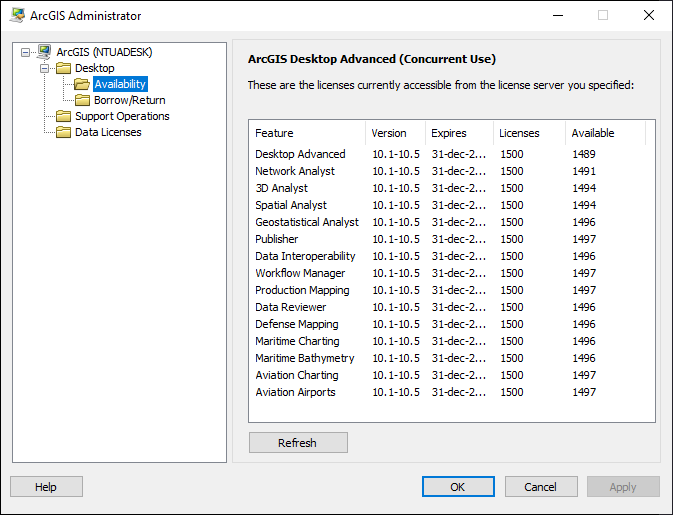 ArcGIS Administrator
ArcGIS (NTUADESK)
Desktop
Availability
Borrow/Return
Support Operations
Data Licenses
ArcGIS Desktop Advanced (Concurrent Use)
These are the licenses currently accessible from the license server you specified:
Feature Version Expires Licenses Available
Desktop Advanced 10.1-10.5 31-dec-2... 1500 1489
Network Analyst 10.1-10.5 31-dec-2... 1500 1491
3D Analyst 10.1-10.5 31-dec-2... 1500 1494
Spatial Analyst 10.1-10.5 31-dec-2... 1500 1494
Geostatistical Analyst 10.1-10.5 31-dec-2... 1500 1496
Publisher 10.1-10.5 31-dec-2... 1500 1497
Data Interoperability 10.1-10.5 31-dec-2... 1500 1496
Workflow Manager 10.1-10.5 31-dec-2... 1500 1497
Production Mapping 10.1-10.5 31-dec-2... 1500 1497
Data Reviewer 10.1-10.5 31-dec-2... 1500 1496
Defense Mapping 10.1-10.5 31-dec-2... 1500 1496
Maritime Charting 10.1-10.5 31-dec-2... 1500 1496
Maritime Bathymetry 10.1-10.5 31-dec-2... 1500 1496
Aviation Charting 10.1-10.5 31-dec-2... 1500 1497
Aviation Airports 10.1-10.5 31-dec-2... 1500 1497
Refresh
Help OK Cancel Apply